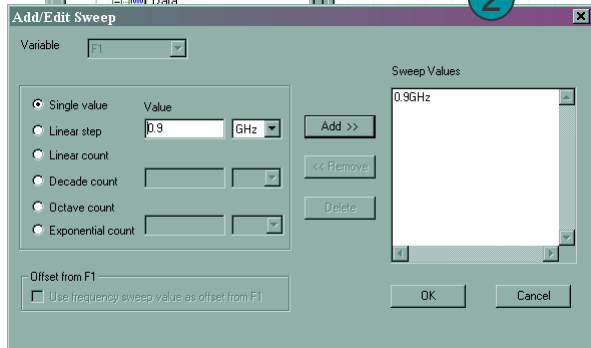 Data
2
Add/Edit Sweep
Variable
F1
Sweep Values
Single value
Value
0.9GHz
Linear step
0.9
GHz
Add >>
Linear count
<< Remove
Decade count
Delete
Octave count
Exponential count
Offset from F1
Use frequency sweep value as offset from F1
OK
Cancel